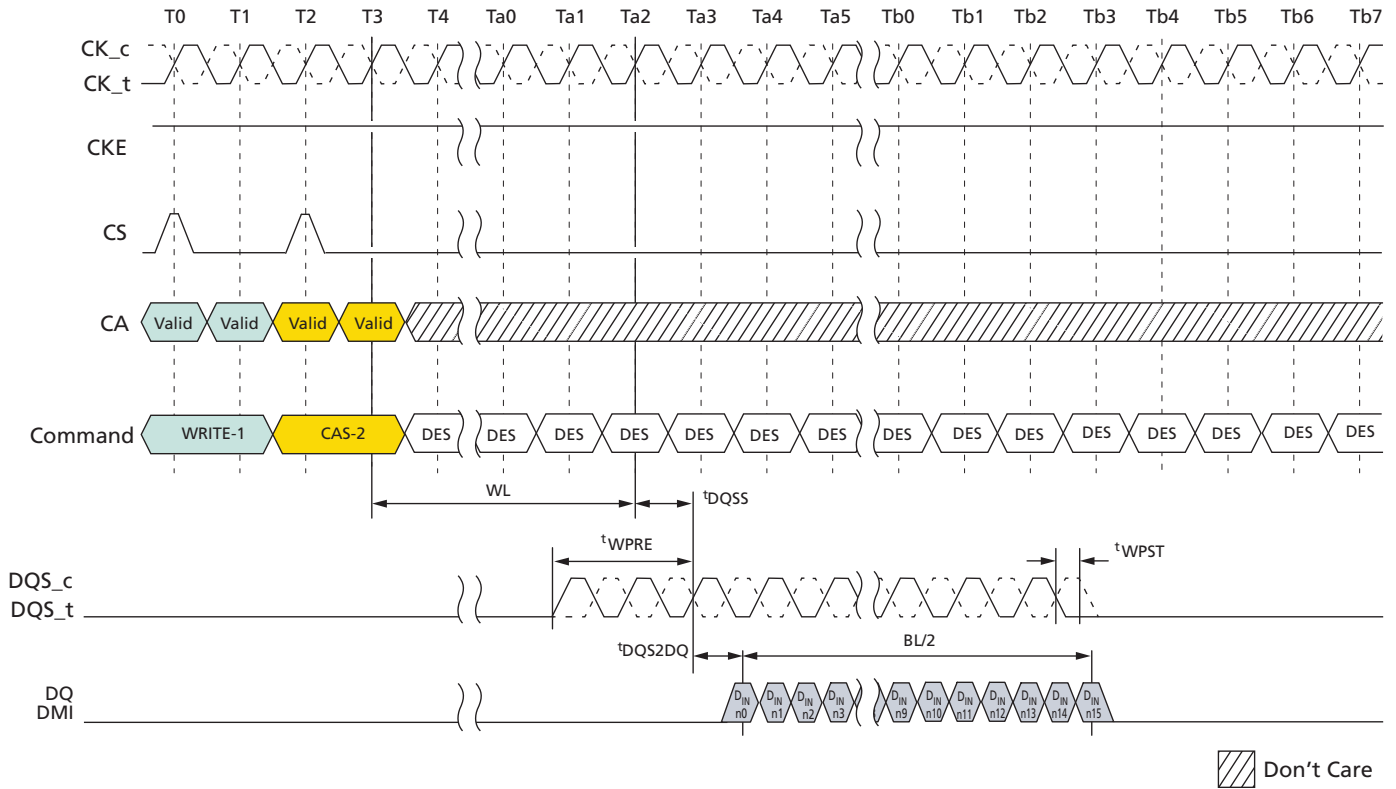 T0 T1 T2 T3 T4 Ta0 Ta1 Ta2 Ta3 Ta4 Ta5 Tb0 Tb1 Tb2 Tb3 Tb4 Tb5 Tb6 Tb7
CK_c
CK_t
CKE
CS
CA Valid Valid Valid Valid
Command WRITE-1 CAS-2 DES DES DES DES DES DES DES DES DES DES DES DES DES DES DES
WL tDQSS
tWPRE tWPST
DQS_c
DQS_t
tDQS2DQ BL/2
DQ DIN DIN DIN DIN DIN DIN DIN DIN DIN DIN DIN
DMI n0 n1 n2 n3 n9 n10 n11 n12 n13 n14 n15
Don't Care